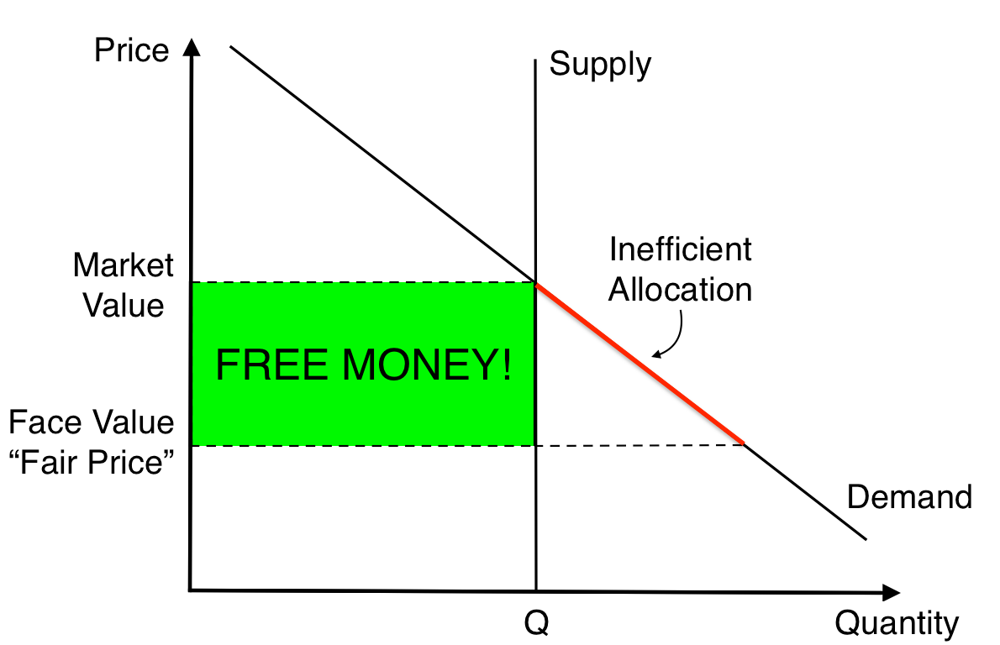 Price
Supply
Inefficient
Allocation
Market
Value
FREE MONEY!
Face Value
“Fair Price”
Demand
Q
Quantity